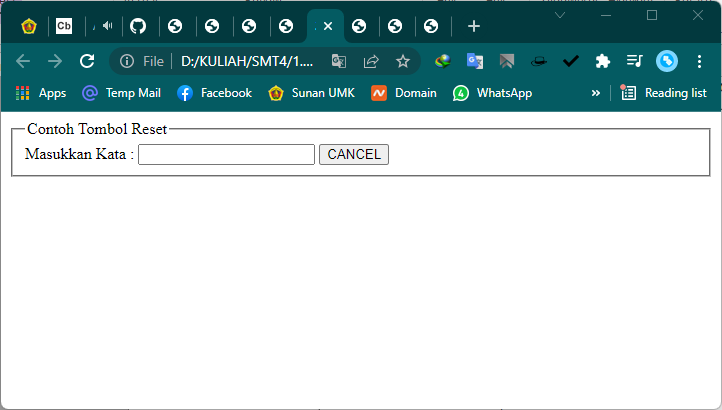 Cb
File D:/KULIAH/SMT4/1....
Apps Temp Mail Facebook Sunan UMK Domain 4 WhatsApp » Reading list
Contoh Tombol Reset
Masukkan Kata : CANCEL